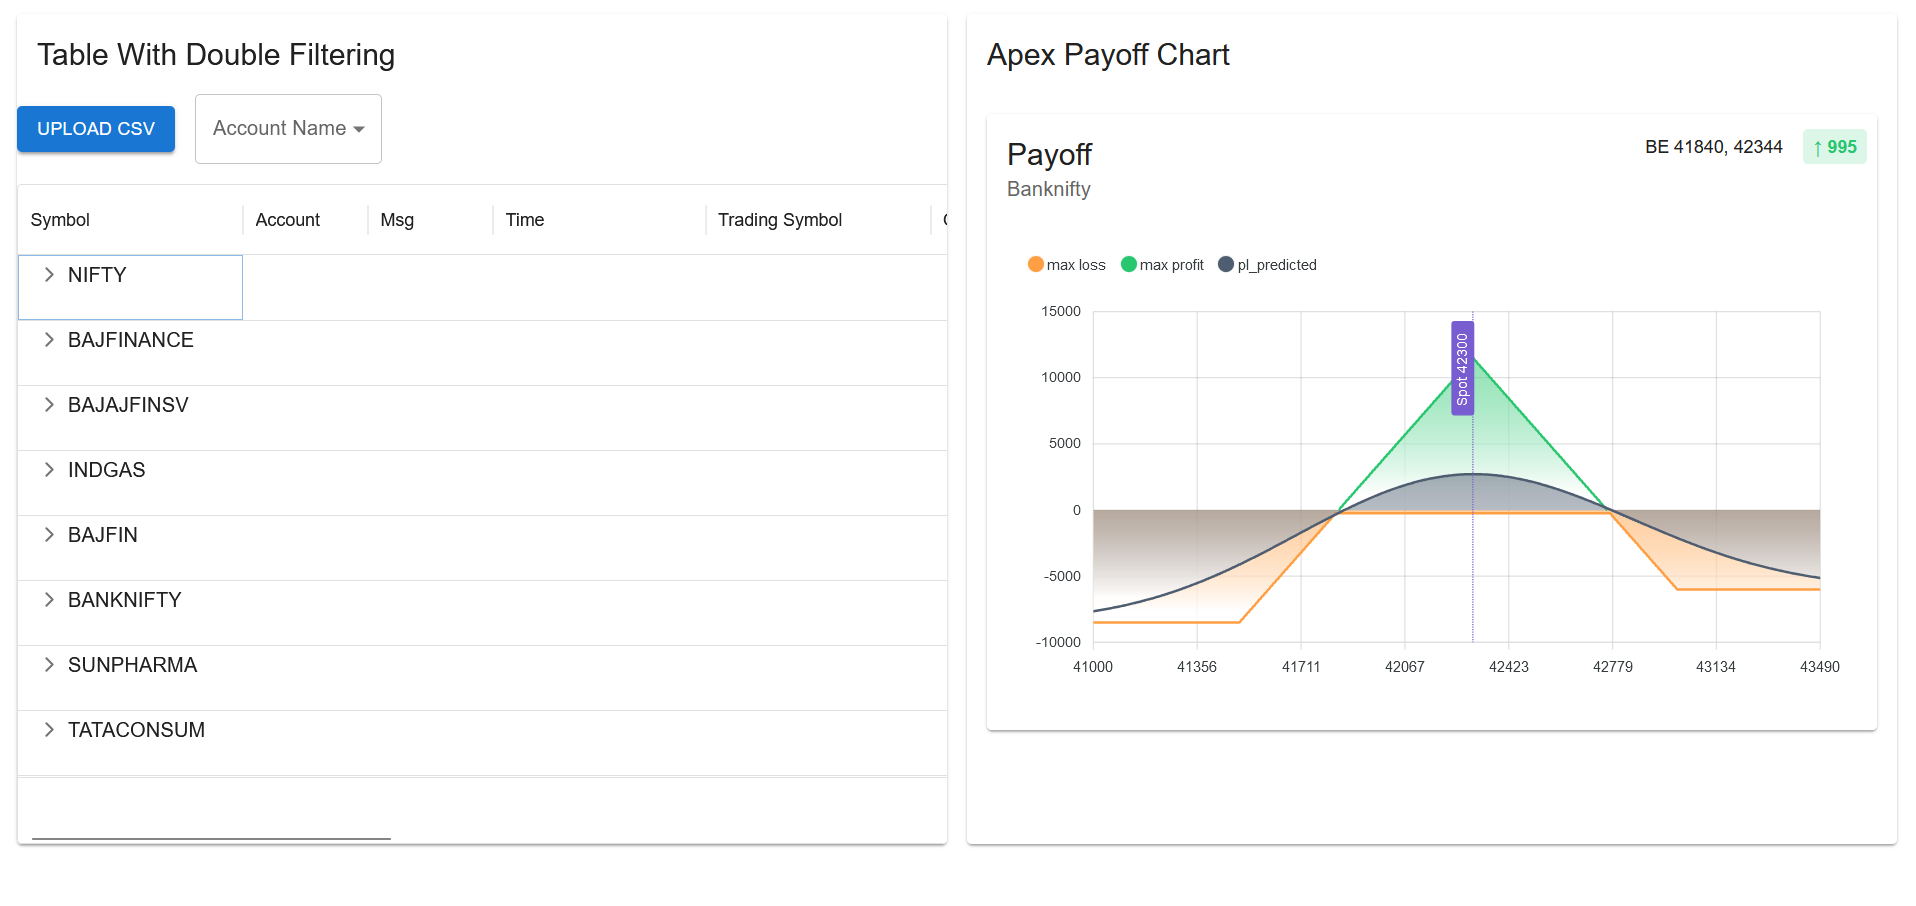 Table With Double Filtering
UPLOAD CSV
Account Name
Symbol Account Msg Time Trading Symbol
NIFTY
BAJFINANCE
BAJAJFINSV
INDGAS
BAJFIN
BANKNIFTY
SUNPHARMA
TATACONSUM
Apex Payoff Chart
Payoff
Banknifty
BE 41840, 42344 ↑ 995
max loss max profit pl_predicted
15000
10000
5000
0
-5000
-10000
Spot 42300
41000 41356 41711 42067 42423 42779 43134 43490